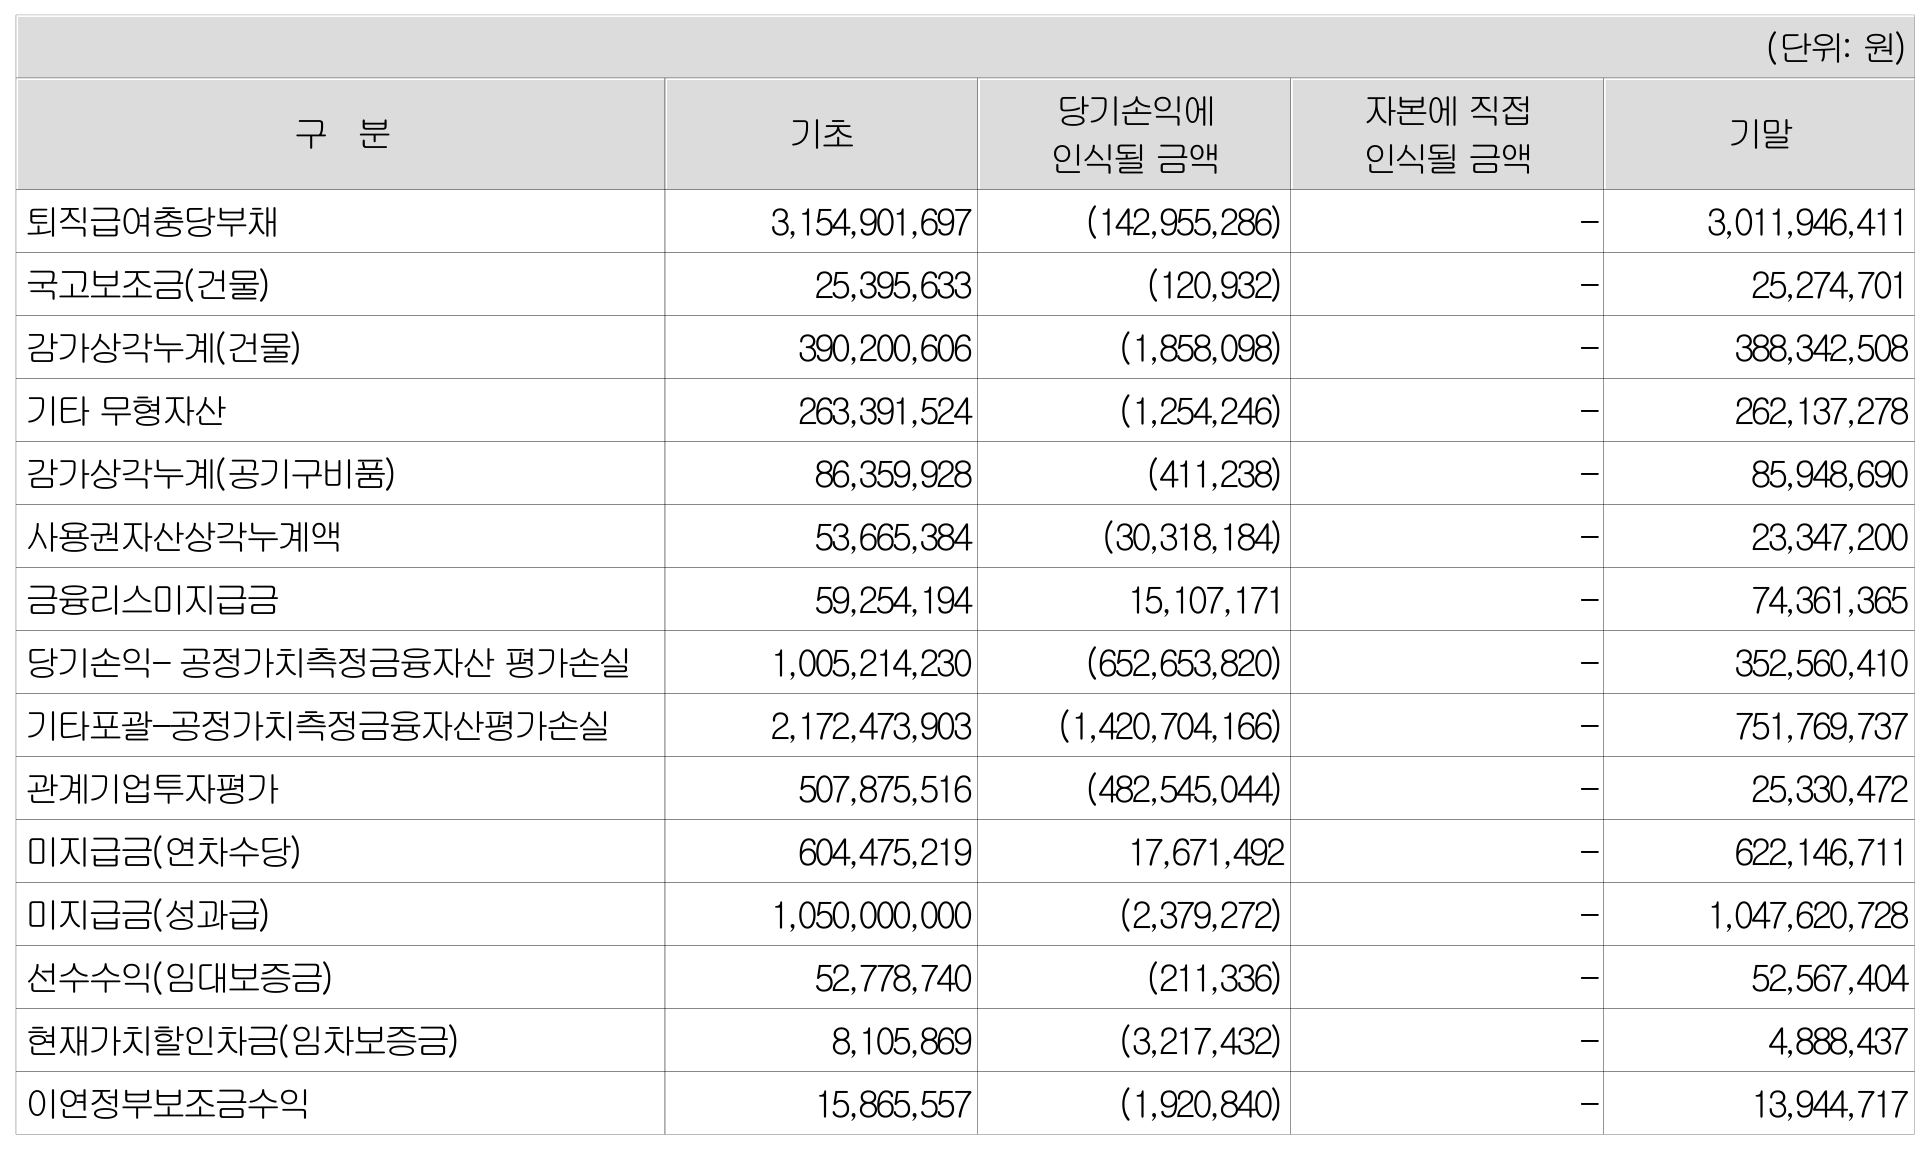 (단위: 원)
구 분 기초 당기손익에 인식될 금액 자본에 직접 인식될 금액 기말
퇴직급여충당부채 3,154,901,697 (142,955,286) – 3,011,946,411
국고보조금(건물) 25,395,633 (120,932) – 25,274,701
감가상각누계(건물) 390,200,606 (1,858,098) – 388,342,508
기타 무형자산 263,391,524 (1,254,246) – 262,137,278
감가상각누계(공기구비품) 86,359,928 (411,238) – 85,948,690
사용권자산상각누계액 53,665,384 (30,318,184) – 23,347,200
금융리스미지급금 59,254,194 15,107,171 – 74,361,365
당기손익– 공정가치측정금융자산 평가손실 1,005,214,230 (652,653,820) – 352,560,410
기타포괄–공정가치측정금융자산평가손실 2,172,473,903 (1,420,704,166) – 751,769,737
관계기업투자평가 507,875,516 (482,545,044) – 25,330,472
미지급금(연차수당) 604,475,219 17,671,492 – 622,146,711
미지급금(성과급) 1,050,000,000 (2,379,272) – 1,047,620,728
선수수익(임대보증금) 52,778,740 (211,336) – 52,567,404
현재가치할인차금(임차보증금) 8,105,869 (3,217,432) – 4,888,437
이연정부보조금수익 15,865,557 (1,920,840) – 13,944,717